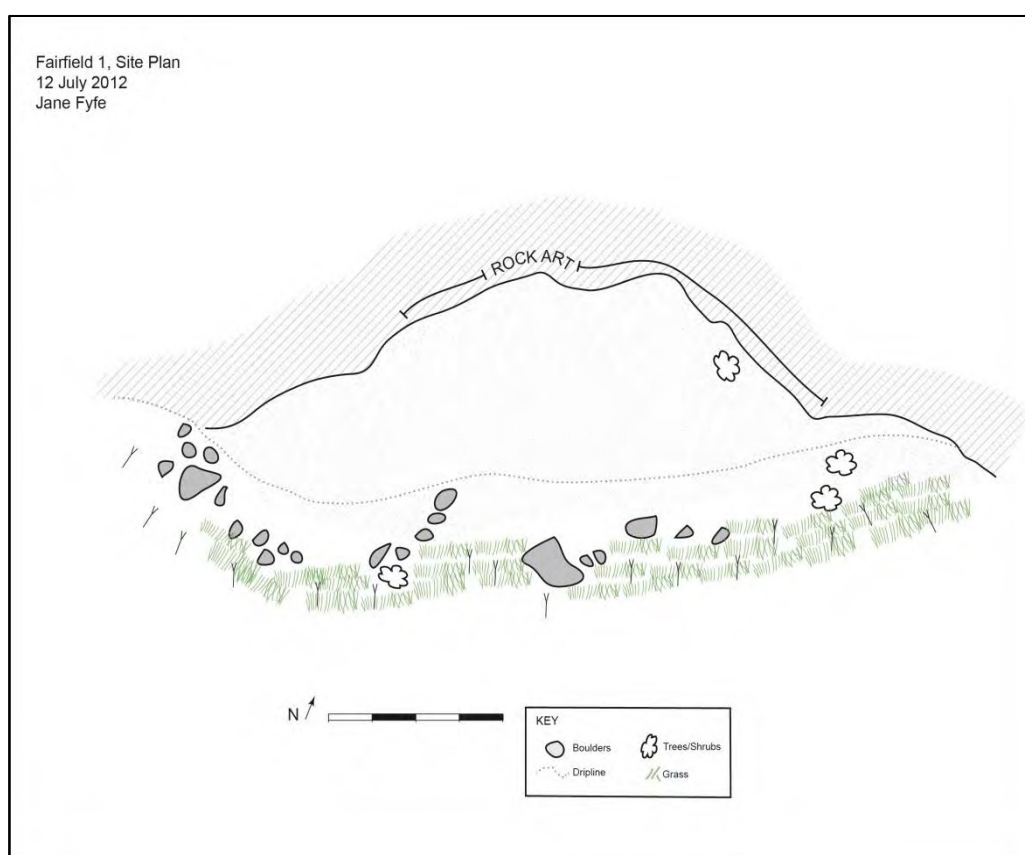 Fairfield 1, Site Plan
12 July 2012
Jane Fyfe
ROCK ART
N
KEY
Boulders
Trees/Shrubs
Dripline
Grass